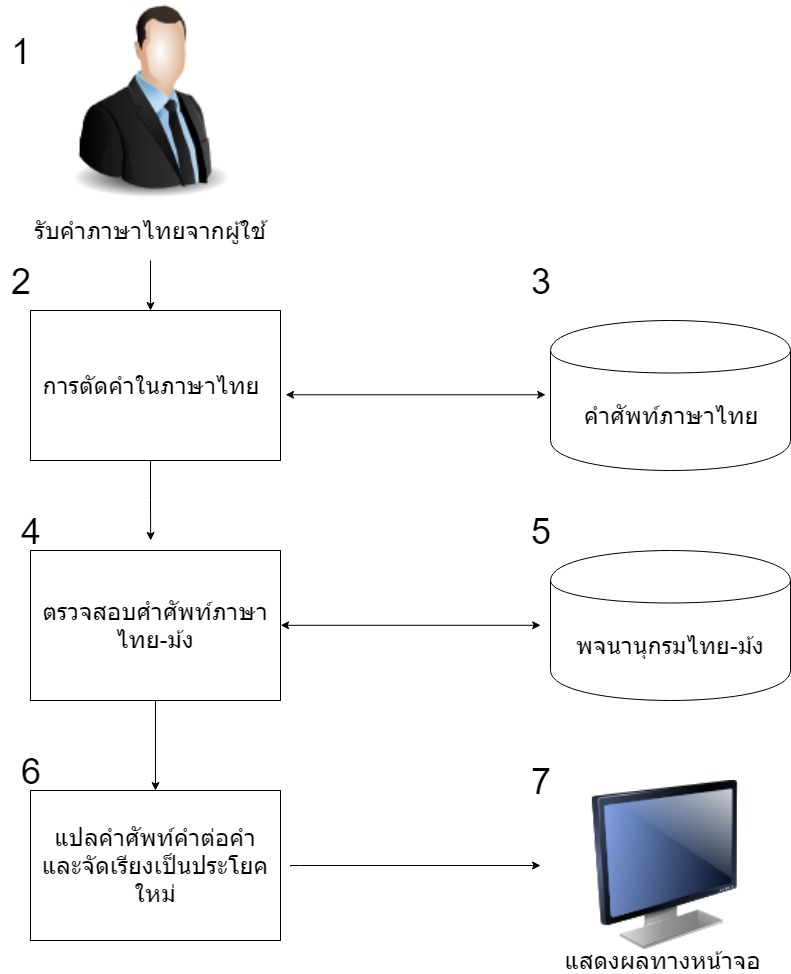 1
รับคำภาษาไทยจากผู้ใช้
2
การตัดคำในภาษาไทย
3
คำศัพท์ภาษาไทย
4
ตรวจสอบศำศัพท์ภาษา
ไทย-ม้ง
5
พจนานุกรมไทย-ม้ง
6
แปลคำศัพท์คำต่อคำ
และจัดเรียงเป็นประโยค
ใหม่
7
แสดงผลทางหน้าจอ